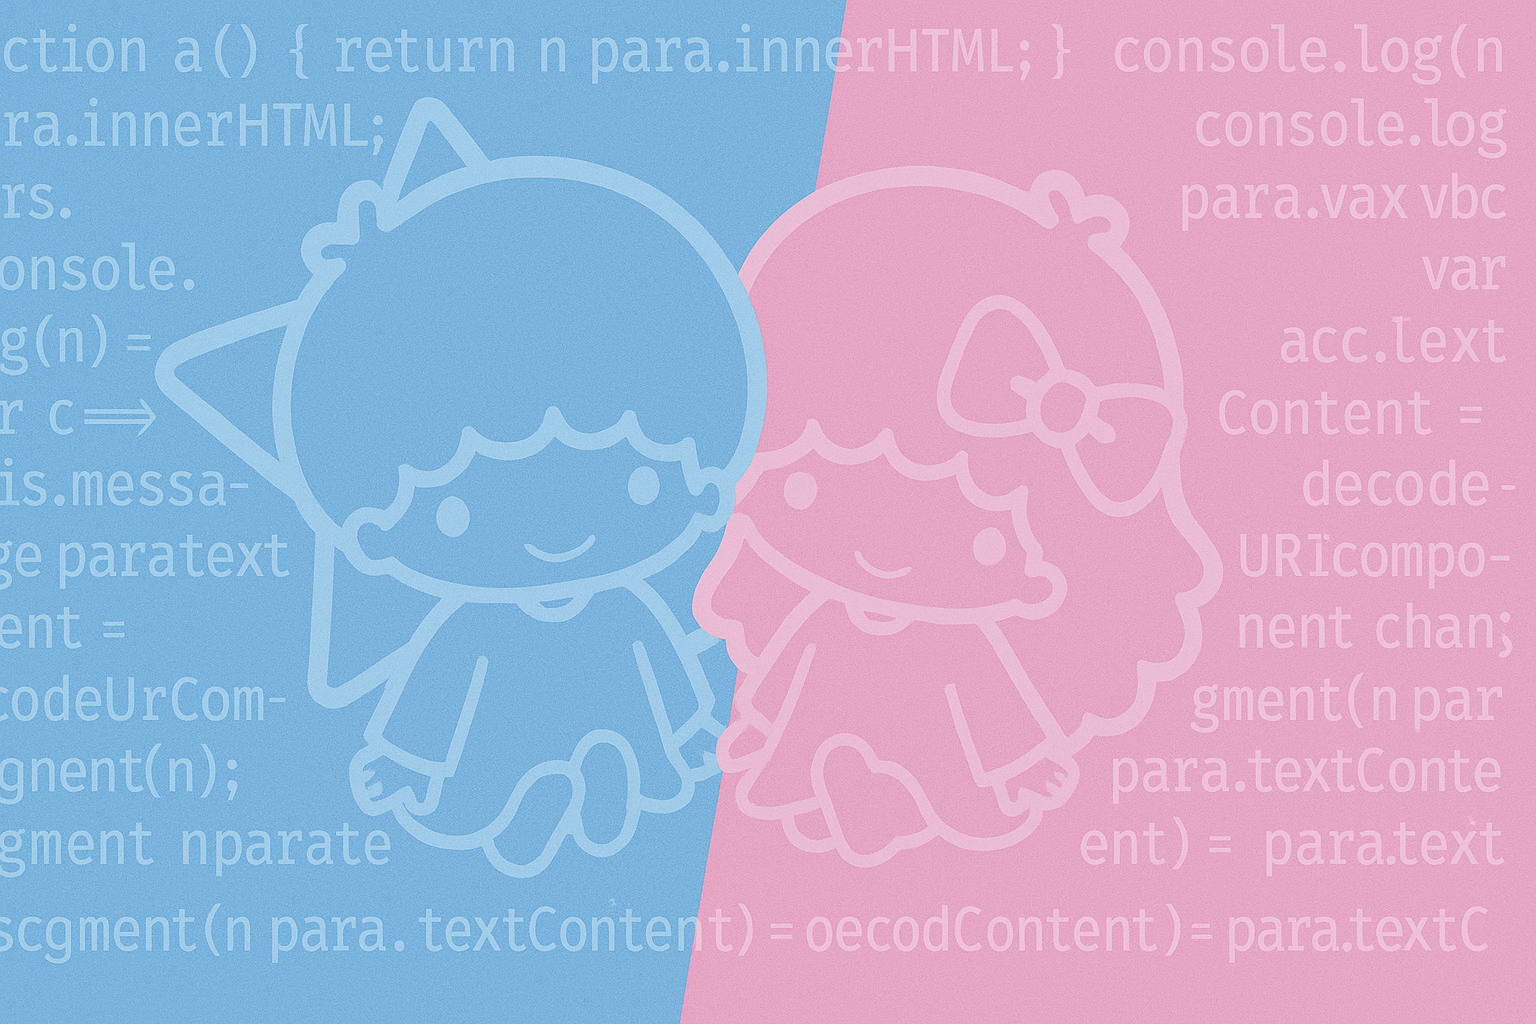 ction a() { return n para.innerHTML; } console.log(n
ra.innerHTML; console.log
rs. para.vax vbc
onsole. var
g(n) = acc.lext
r c⟹ Content =
is.messa- decode-
ge paratext URIcompo-
ent = nent chan;
codeUrCom- gment(n par
gnent(n); para.textConte
gment nparate ent) = para.text
scgment(n para. textContent) = oecodContent) = para.textC